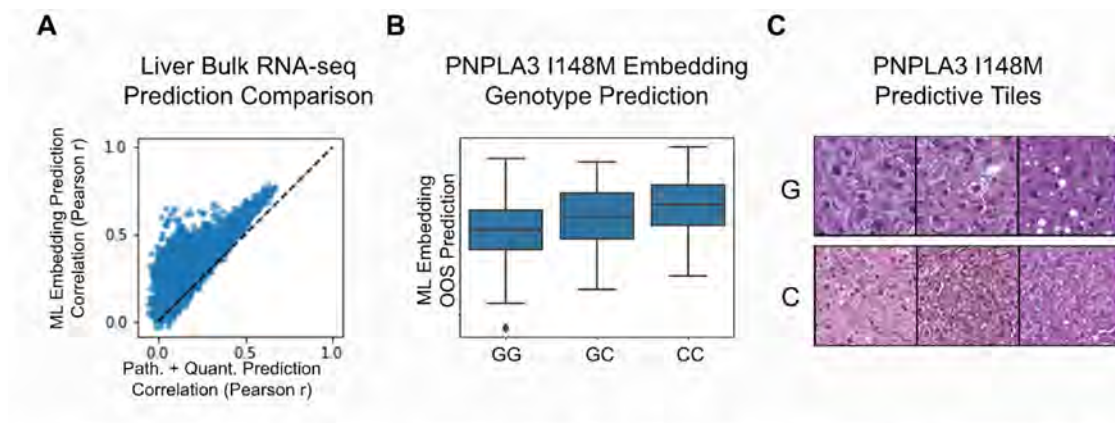 A
Liver Bulk RNA-seq
Prediction Comparison
ML Embedding Prediction
Correlation (Pearson r)
1.0
0.5
0.0
0.0
0.5
1.0
Path. + Quant. Prediction
Correlation (Pearson r)
B
PNPLA3 I148M Embedding
Genotype Prediction
ML Embedding
OOS Prediction
GG
GC
CC
C
PNPLA3 I148M
Predictive Tiles
G
C